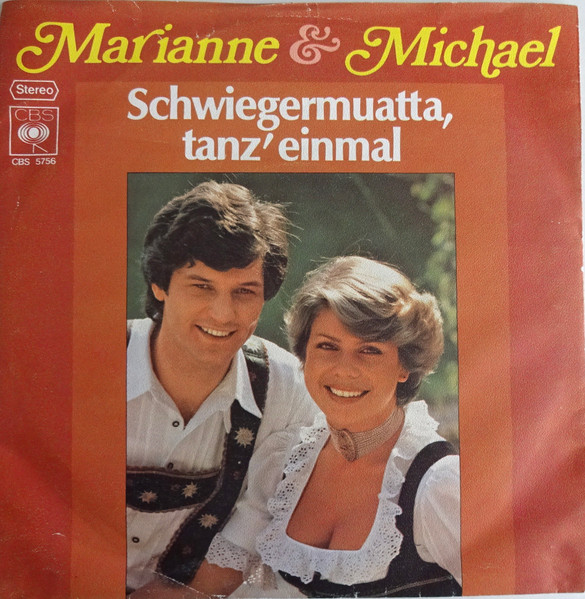 Marianne & Michael
Stereo
Schwiegermuatta,
tanz' einmal
CBS
CBS 5756